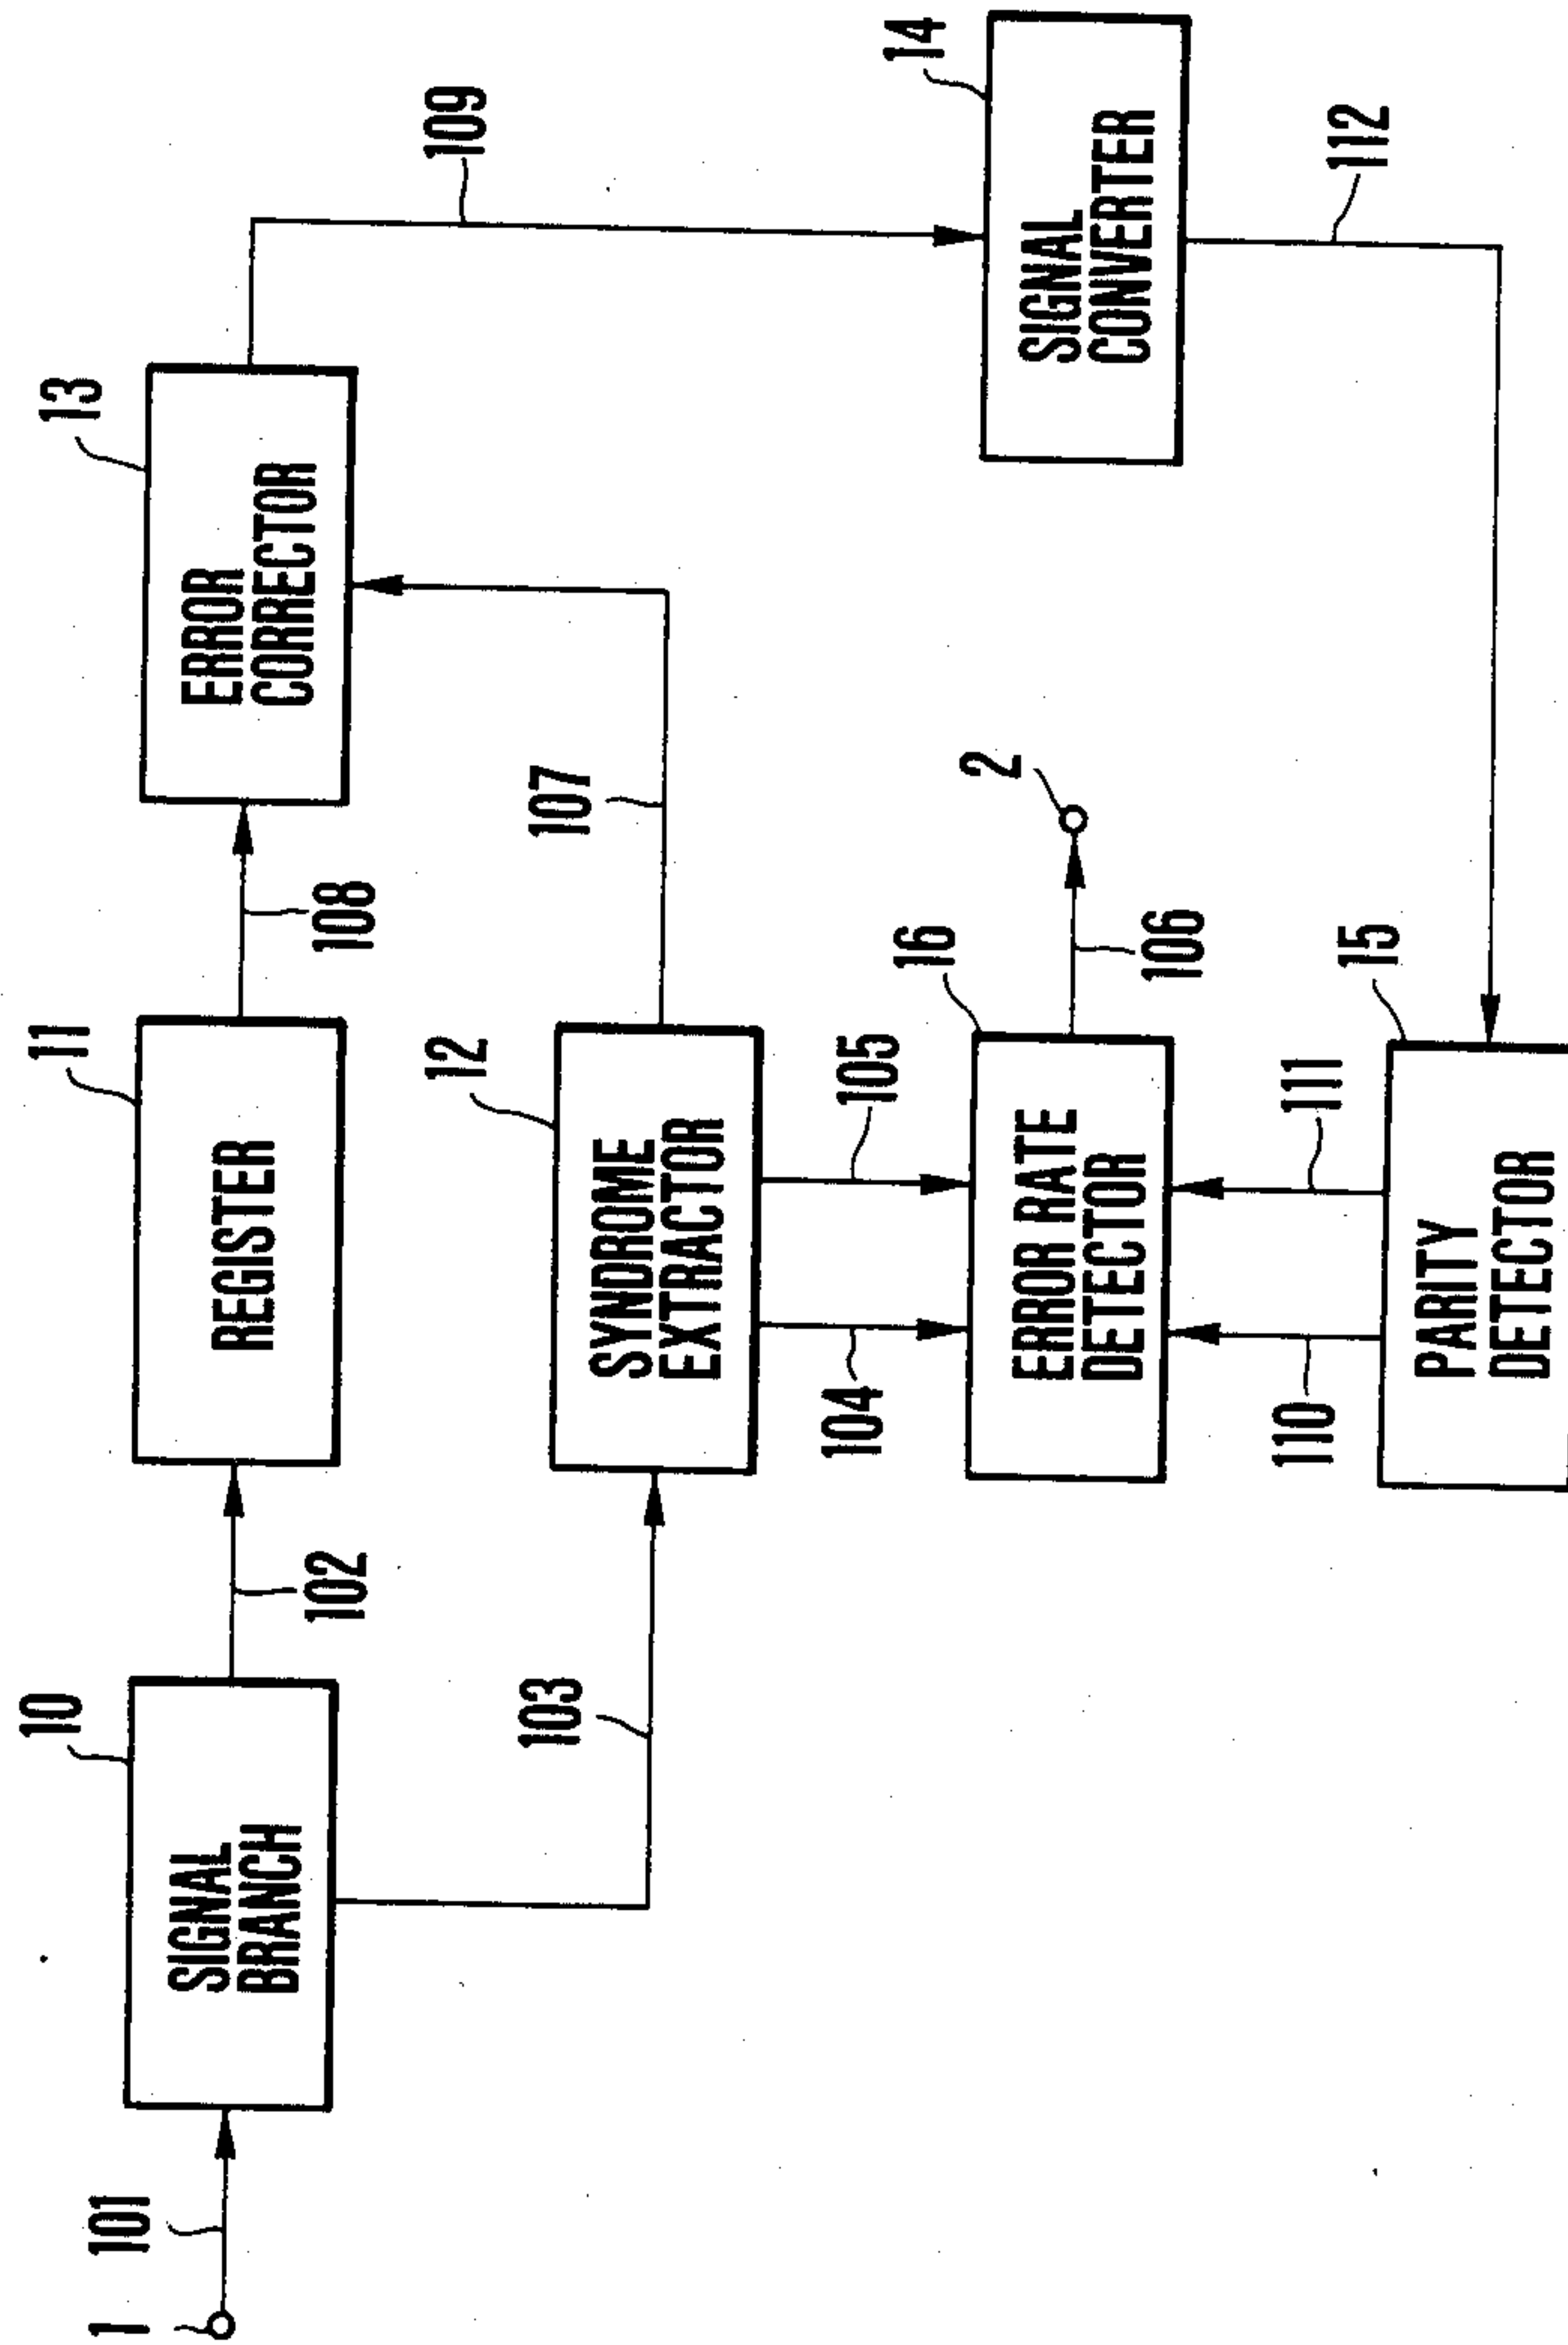 1
101
10
SIGNAL
BRANCH
102
11
REGISTER
108
13
ERROR
CORRECTOR
109
103
12
SYNDROME
EXTRACTOR
107
104
105
16
ERROR RATE
DETECTOR
106
2
14
SIGNAL
CONVERTER
112
110
111
15
PARITY
DETECTOR